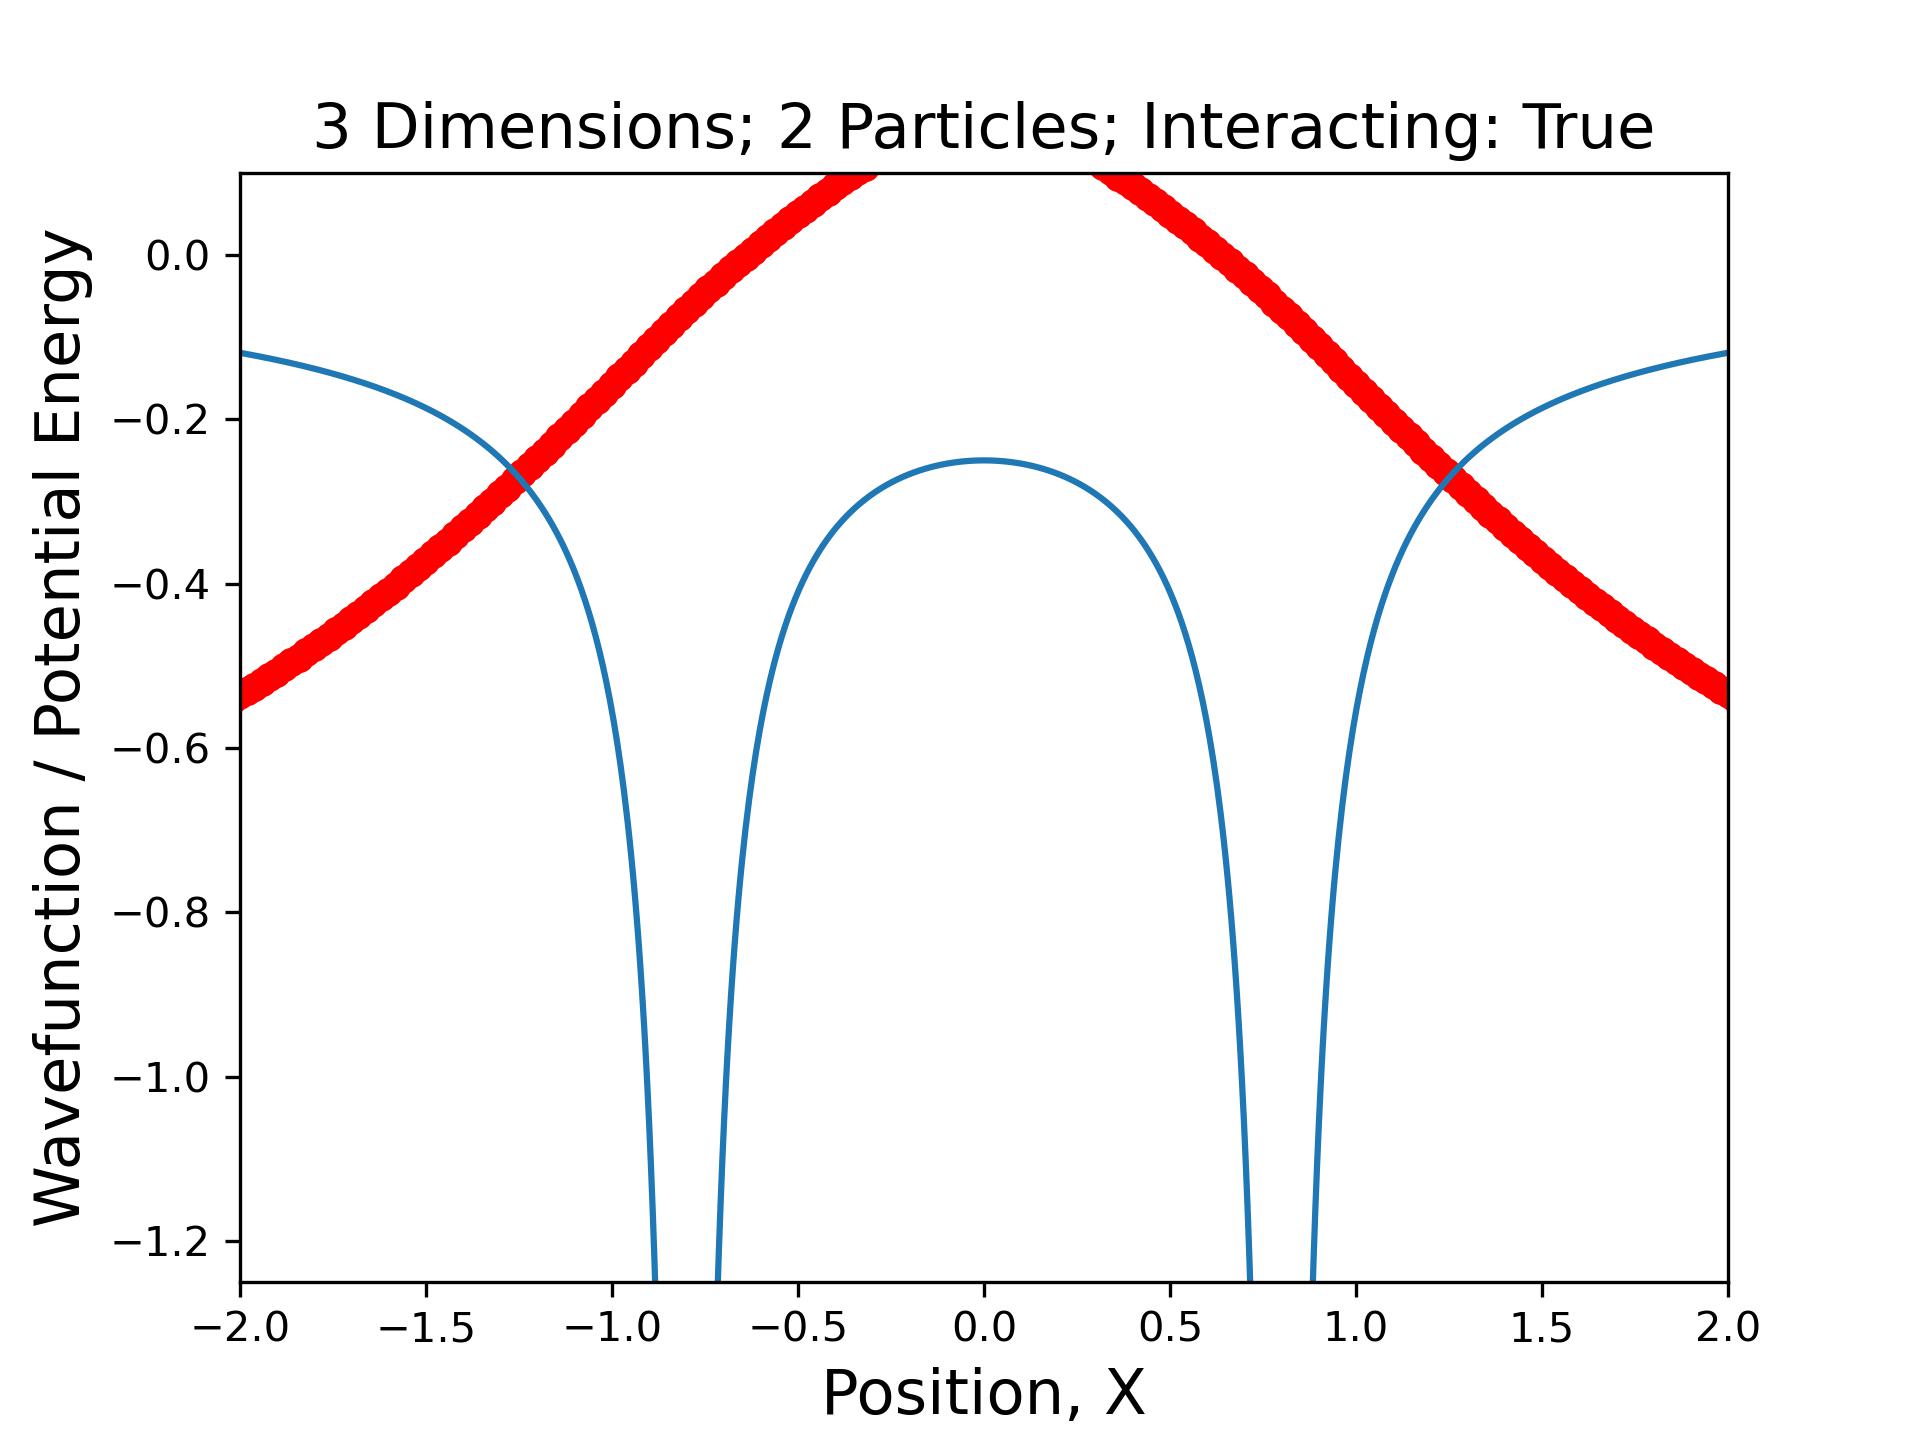 3 Dimensions; 2 Particles; Interacting: True
Wavefunction / Potential Energy
0.0
−0.2
−0.4
−0.6
−0.8
−1.0
−1.2
−2.0 −1.5 −1.0 −0.5 0.0 0.5 1.0 1.5 2.0
Position, X